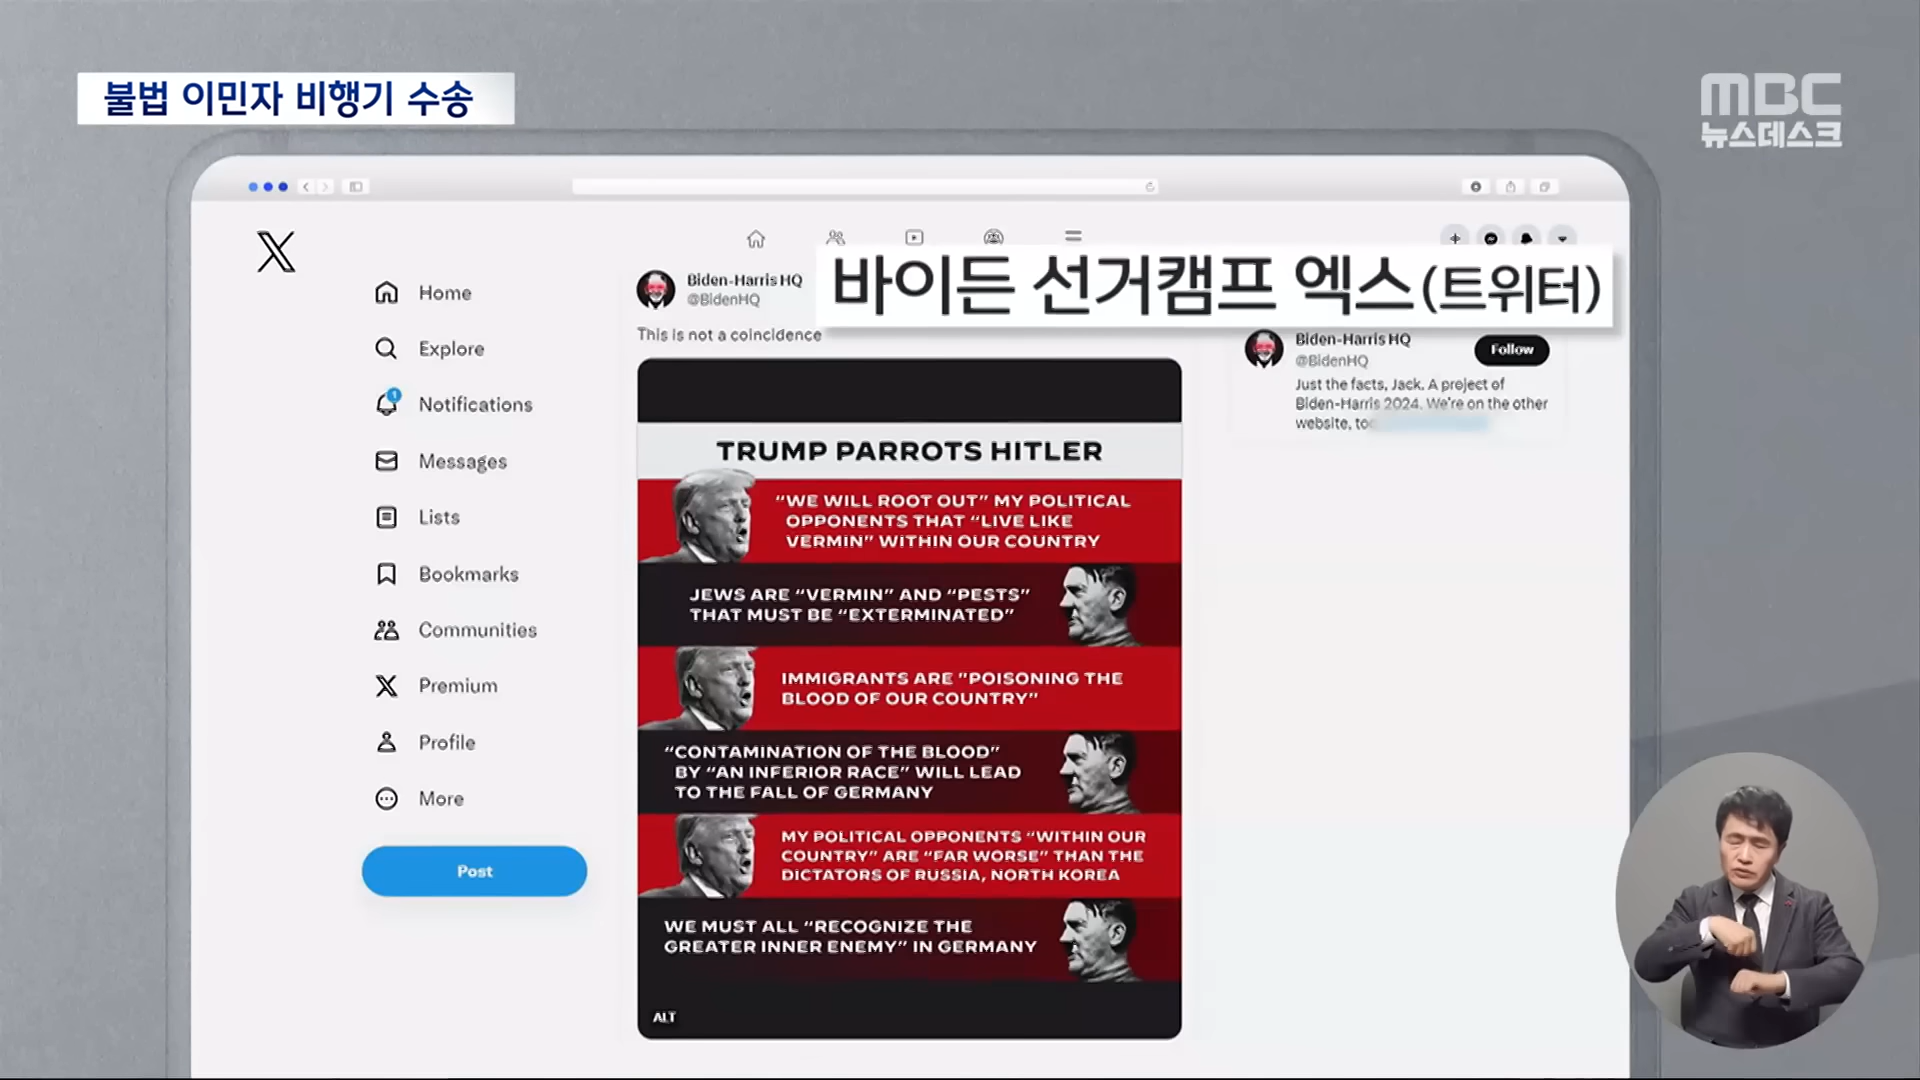 불법 이민자 비행기 수송
MBC
뉴스데스크
바이든 선거캠프 엑스(트위터)
Home
Explore
1
Notifications
Messages
Lists
Bookmarks
Communities
Premium
Profile
More
Post
Biden-Harris HQ
@BidenHQ
This is not a coincidence
TRUMP PARROTS HITLER
“WE WILL ROOT OUT” MY POLITICAL
OPPONENTS THAT “LIVE LIKE
VERMIN” WITHIN OUR COUNTRY
JEWS ARE “VERMIN” AND “PESTS”
THAT MUST BE “EXTERMINATED”
IMMIGRANTS ARE "POISONING THE
BLOOD OF OUR COUNTRY"
“CONTAMINATION OF THE BLOOD”
BY “AN INFERIOR RACE” WILL LEAD
TO THE FALL OF GERMANY
MY POLITICAL OPPONENTS “WITHIN OUR
COUNTRY” ARE “FAR WORSE” THAN THE
DICTATORS OF RUSSIA, NORTH KOREA
WE MUST ALL “RECOGNIZE THE
GREATER INNER ENEMY” IN GERMANY
ALT
Biden-Harris HQ
@BidenHQ
Follow
Just the facts, Jack. A project of
Biden-Harris 2024. We're on the other
website, too